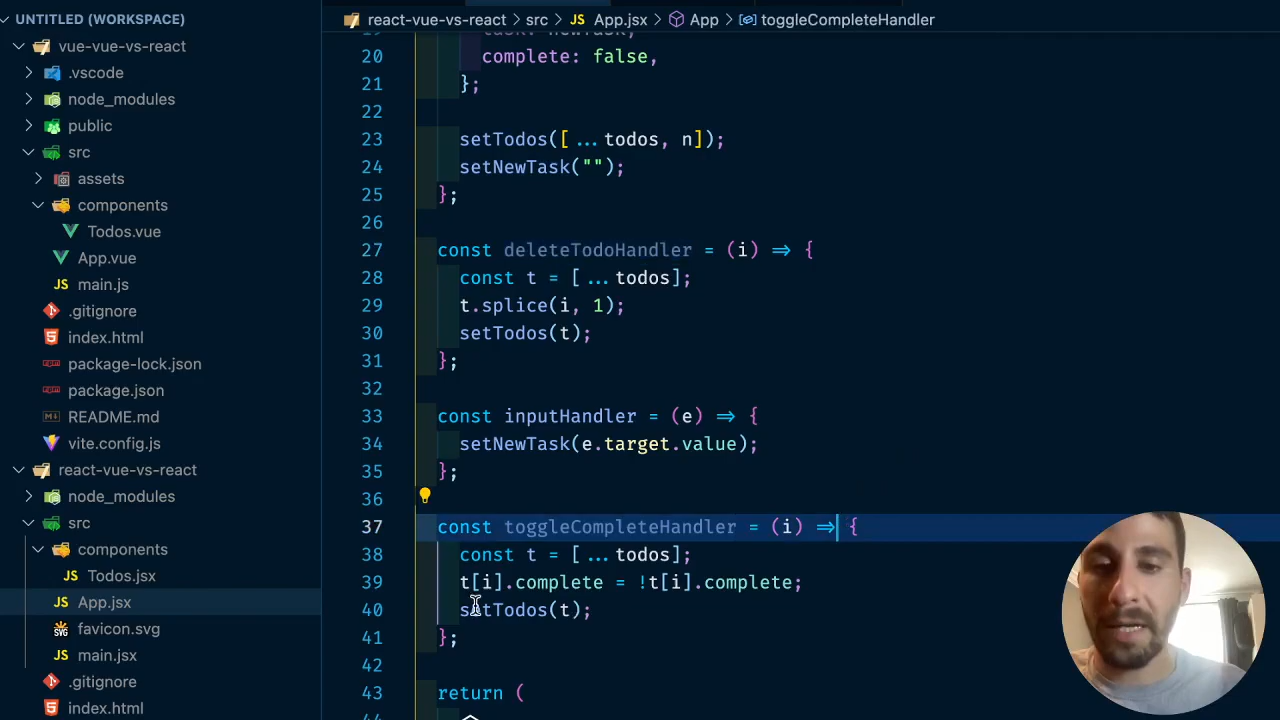 UNTITLED (WORKSPACE)
vue-vue-vs-react
.vscode
node_modules
public
src
assets
components
Todos.vue
App.vue
main.js
.gitignore
index.html
package-lock.json
package.json
README.md
vite.config.js
react-vue-vs-react
node_modules
src
components
Todos.jsx
App.jsx
favicon.svg
main.jsx
.gitignore
index.html
react-vue-vs-react › src › JS App.jsx › App › toggleCompleteHandler
19 task: newTask,
20 complete: false,
21 };
22
23 setTodos([...todos, n]);
24 setNewTask("");
25 };
26
27 const deleteTodoHandler = (i) => {
28 const t = [...todos];
29 t.splice(i, 1);
30 setTodos(t);
31 };
32
33 const inputHandler = (e) => {
34 setNewTask(e.target.value);
35 };
36
37 const toggleCompleteHandler = (i) => {
38 const t = [...todos];
39 t[i].complete = !t[i].complete;
40 setTodos(t);
41 };
42
43 return (
44